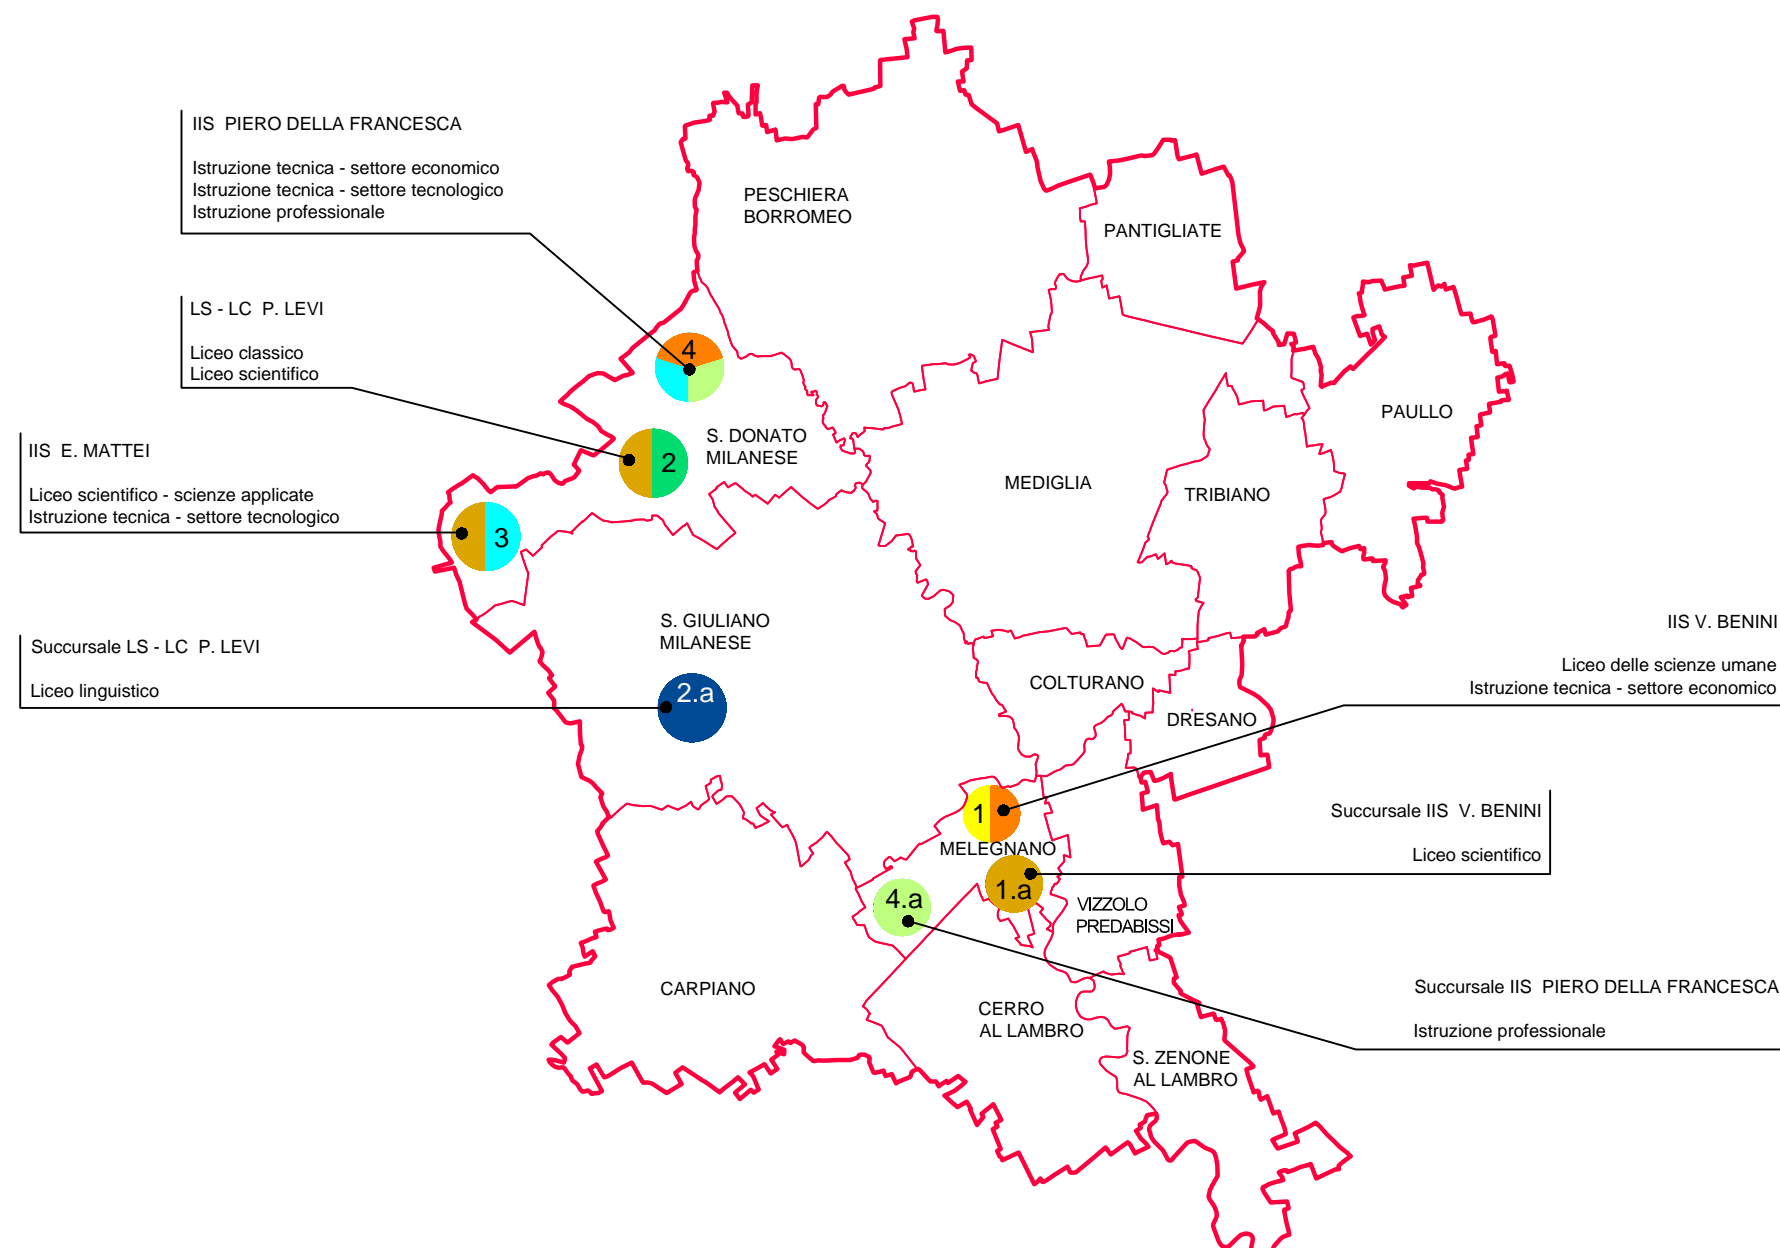 IIS PIERO DELLA FRANCESCA
Istruzione tecnica - settore economico
Istruzione tecnica - settore tecnologico
Istruzione professionale
LS - LC P. LEVI
Liceo classico
Liceo scientifico
IIS E. MATTEI
Liceo scientifico - scienze applicate
Istruzione tecnica - settore tecnologico
Succursale LS - LC P. LEVI
Liceo linguistico
PESCHIERA
BORROMEO
PANTIGLIATE
4
PAULLO
S. DONATO
MILANESE
2
MEDIGLIA
TRIBIANO
3
S. GIULIANO
MILANESE
2.a
COLTURANO
DRESANO
IIS V. BENINI
Liceo delle scienze umane
Istruzione tecnica - settore economico
1
MELEGNANO
1.a
4.a
Succursale IIS V. BENINI
Liceo scientifico
VIZZOLO
PREDABISSI
CARPIANO
CERRO
AL LAMBRO
S. ZENONE
AL LAMBRO
Succursale IIS PIERO DELLA FRANCESCA
Istruzione professionale